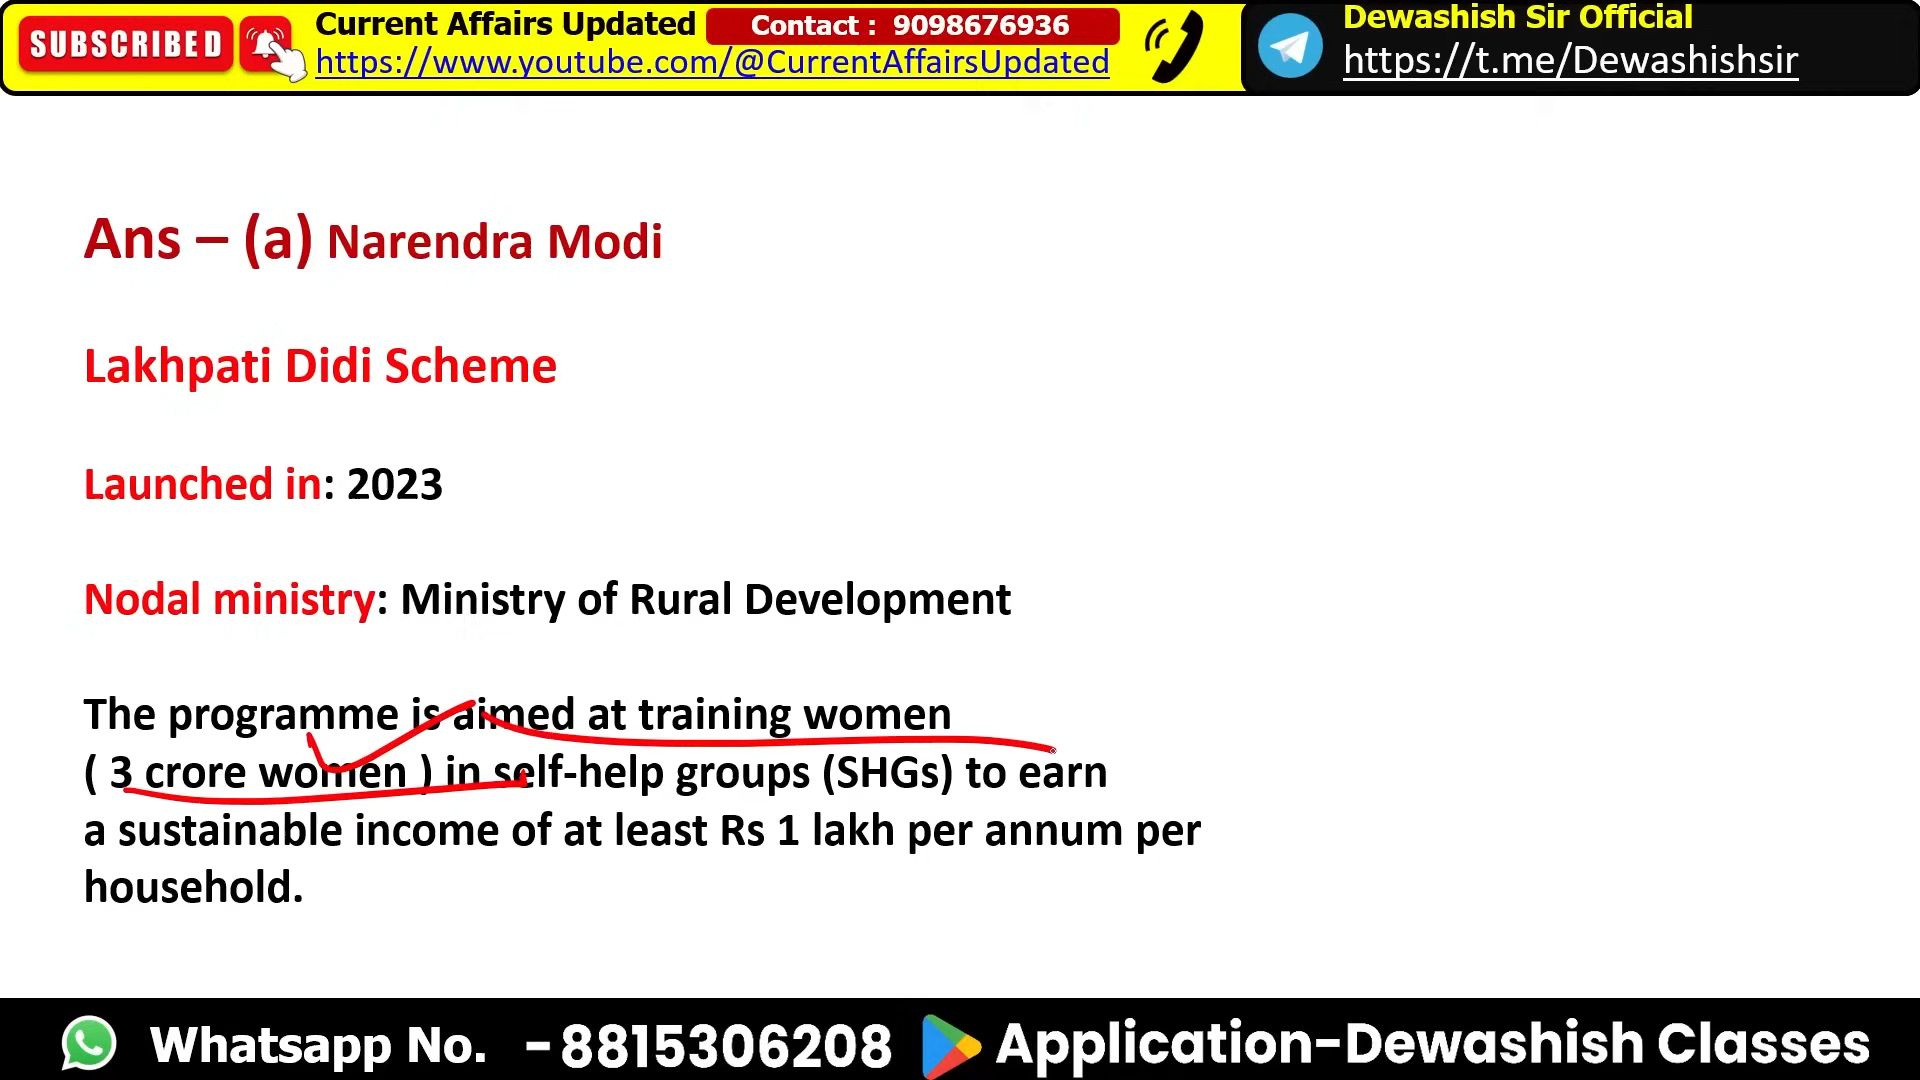 SUBSCRIBED
Current Affairs Updated
Contact : 9098676936
https://www.youtube.com/@CurrentAffairsUpdated
Dewashish Sir Official
https://t.me/Dewashishsir
Ans – (a) Narendra Modi
Lakhpati Didi Scheme
Launched in: 2023
Nodal ministry: Ministry of Rural Development
The programme is aimed at training women
( 3 crore women ) in self-help groups (SHGs) to earn
a sustainable income of at least Rs 1 lakh per annum per
household.
Whatsapp No. -8815306208
Application-Dewashish Classes